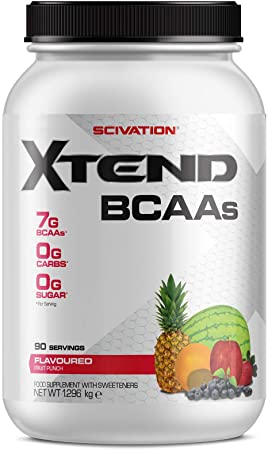 SCIVATION®
XTEND
BCAAs
7G
BCAAs*
0G
CARBS*
0G
SUGAR*
*Per Serving
90 SERVINGS
FLAVOURED
FRUIT PUNCH
FOOD SUPPLEMENT WITH SWEETENERS
NET WT 1.296 kg ℮